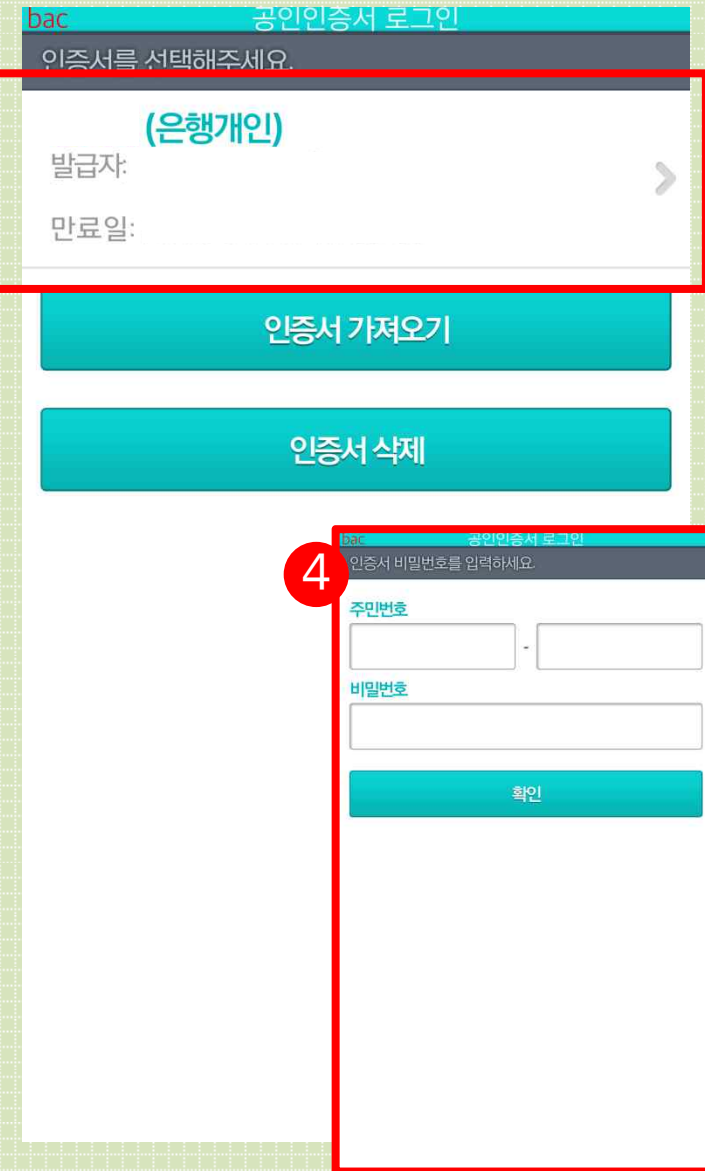 bac 공인인증서 로그인
인증서를 선택해주세요.
(은행개인)
발급자:
만료일:
인증서 가져오기
인증서 삭제
4
bac 공인인증서 로그인
인증서 비밀번호를 입력하세요.
주민번호
-
비밀번호
확인